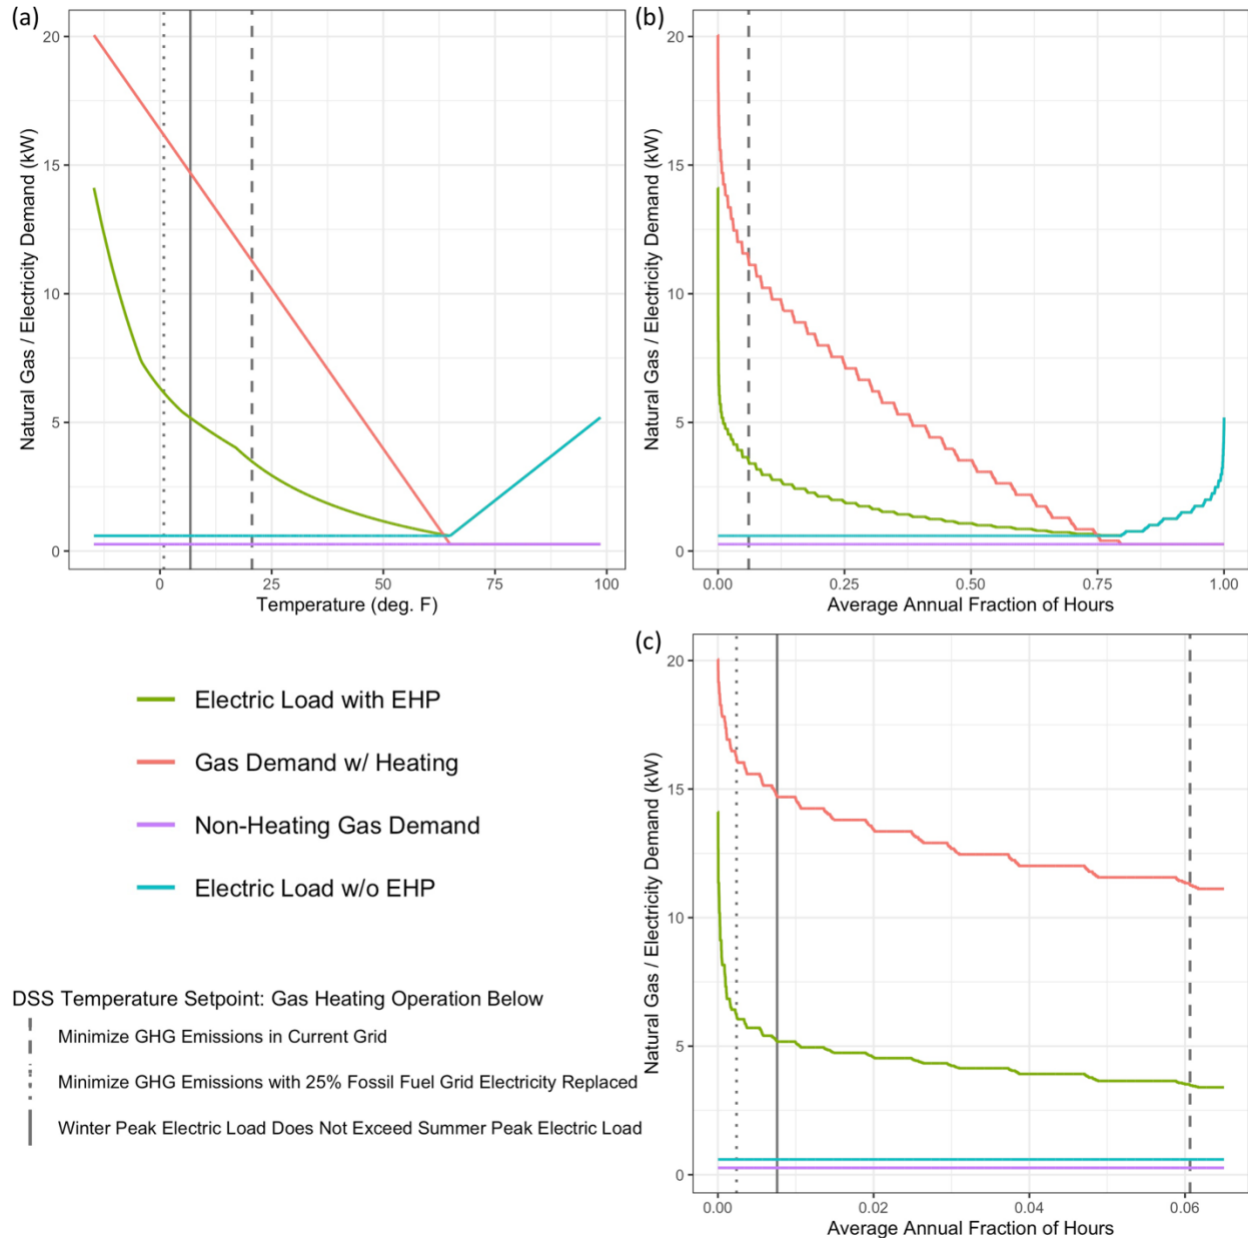 (a)
Natural Gas / Electricity Demand (kW)
20
15
10
5
0
0
25
50
75
100
Temperature (deg. F)
(b)
Natural Gas / Electricity Demand (kW)
20
15
10
5
0
0.00
0.25
0.50
0.75
1.00
Average Annual Fraction of Hours
Electric Load with EHP
Gas Demand w/ Heating
Non-Heating Gas Demand
Electric Load w/o EHP
DSS Temperature Setpoint: Gas Heating Operation Below
Minimize GHG Emissions in Current Grid
Minimize GHG Emissions with 25% Fossil Fuel Grid Electricity Replaced
Winter Peak Electric Load Does Not Exceed Summer Peak Electric Load
(c)
Natural Gas / Electricity Demand (kW)
20
15
10
5
0
0.00
0.02
0.04
0.06
Average Annual Fraction of Hours